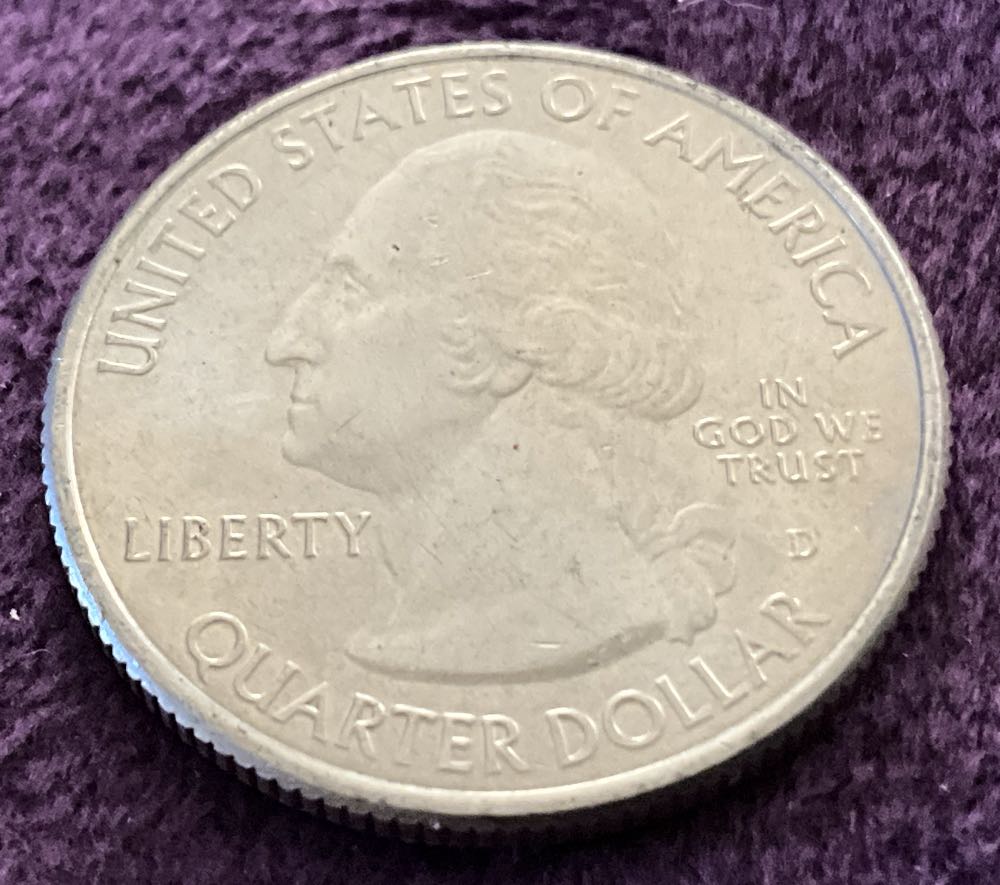 UNITED STATES OF AMERICA
IN
GOD WE
TRUST
LIBERTY
D
QUARTER DOLLAR